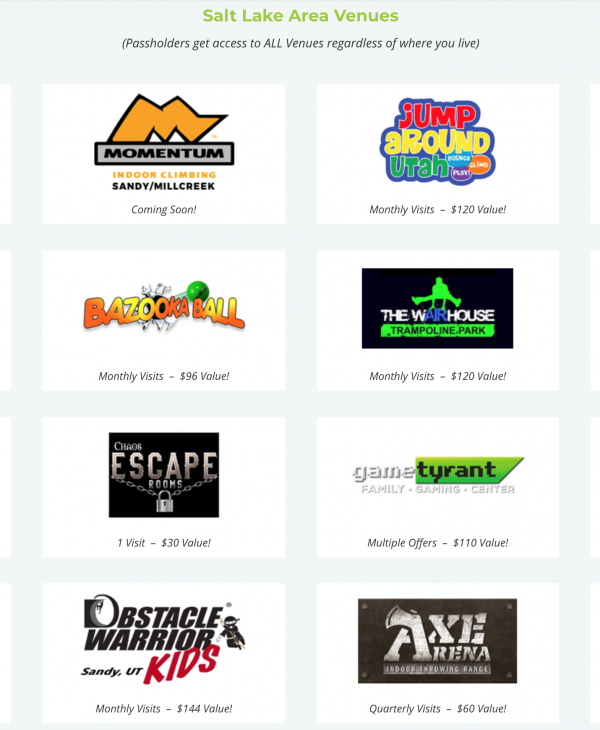 Salt Lake Area Venues
(Passholders get access to ALL Venues regardless of where you live)
MOMENTUM
INDOOR CLIMBING
SANDY/MILLCREEK
Coming Soon!
JUMP
AROUND
UTah
BOUNCE
CLIMB
PLAY!
Monthly Visits – $120 Value!
BAZOOKA BALL
Monthly Visits – $96 Value!
THE WAIRHOUSE
TRAMPOLINE PARK
Monthly Visits – $120 Value!
CHAOS
ESCAPE
ROOMS
1 Visit – $30 Value!
gametyrant
FAMILY • GAMING • CENTER
Multiple Offers – $110 Value!
OBSTACLE
WARRIOR
KIDS
Sandy, UT
Monthly Visits – $144 Value!
AXE
ARENA
INDOOR THROWING RANGE
Quarterly Visits – $60 Value!